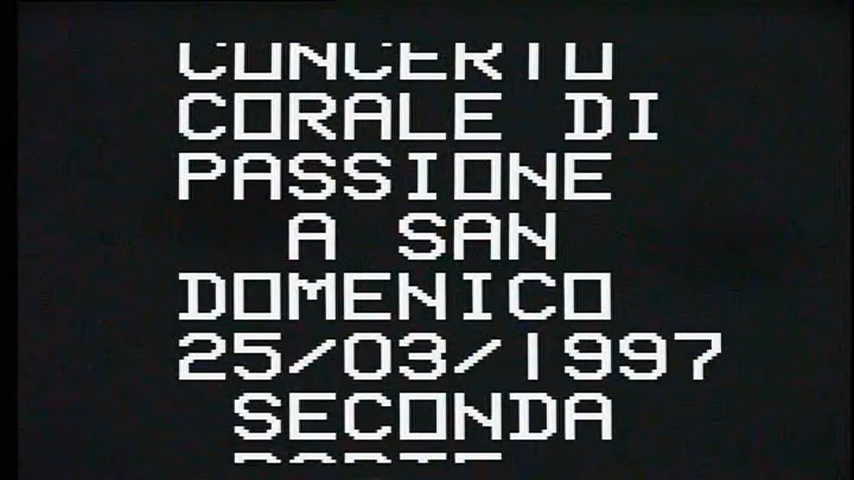 CONCERTO
CORALE DI
PASSIONE
A SAN
DOMENICO
25/03/1997
SECONDA